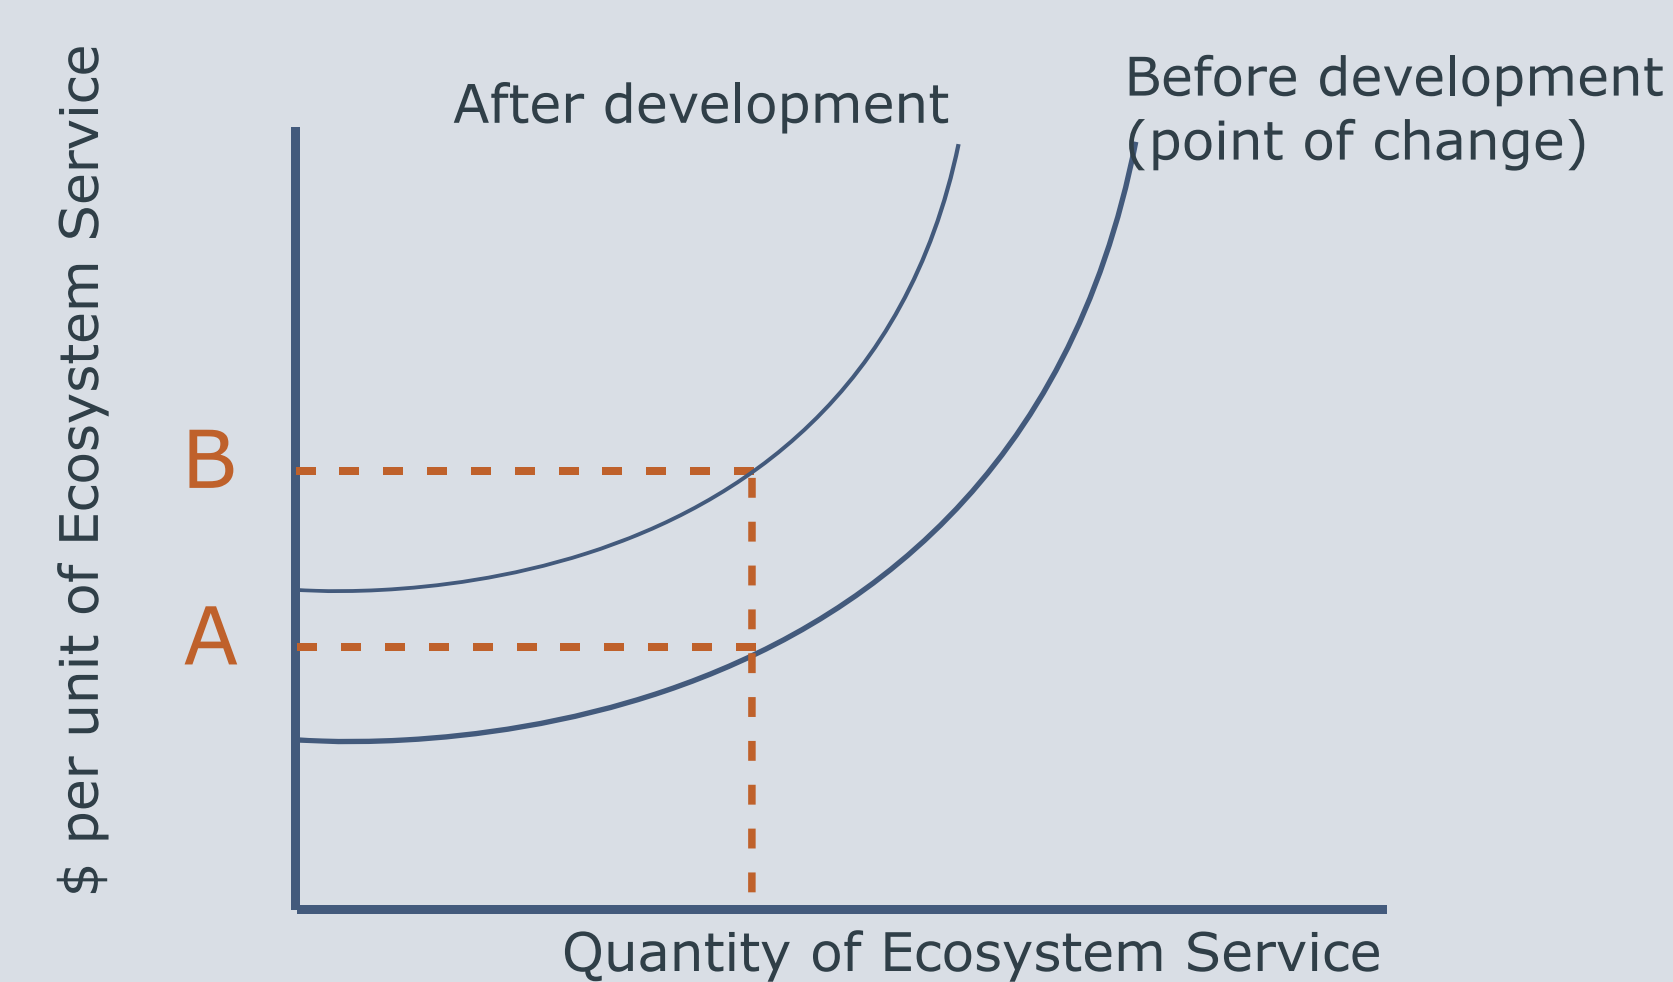 $ per unit of Ecosystem Service
After development
Before development
(point of change)
B
A
Quantity of Ecosystem Service